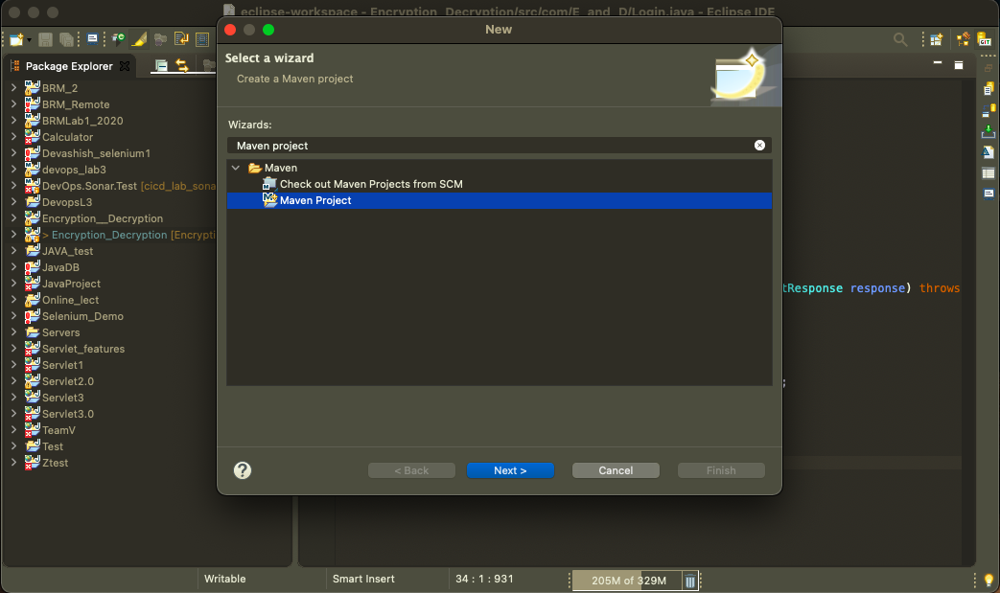 eclipse-workspace - Encryption_Decryption/src/com/E_and_D/Login.java - Eclipse IDE
New
Package Explorer
Select a wizard
Create a Maven project
Wizards:
Maven project
Maven
Check out Maven Projects from SCM
Maven Project
BRM_2
BRM_Remote
BRMLab1_2020
Calculator
Devashish_selenium1
devops_lab3
DevOps.Sonar.Test [cicd_lab_sona
DevopsL3
Encryption__Decryption
> Encryption_Decryption [Encrypti
JAVA_test
JavaDB
JavaProject
Online_lect
Selenium_Demo
Servers
Servlet_features
Servlet1
Servlet2.0
Servlet3
Servlet3.0
TeamV
Test
Ztest
tResponse response) throws
;
?
< Back
Next >
Cancel
Finish
Writable
Smart Insert
34 : 1 : 931
205M of 329M